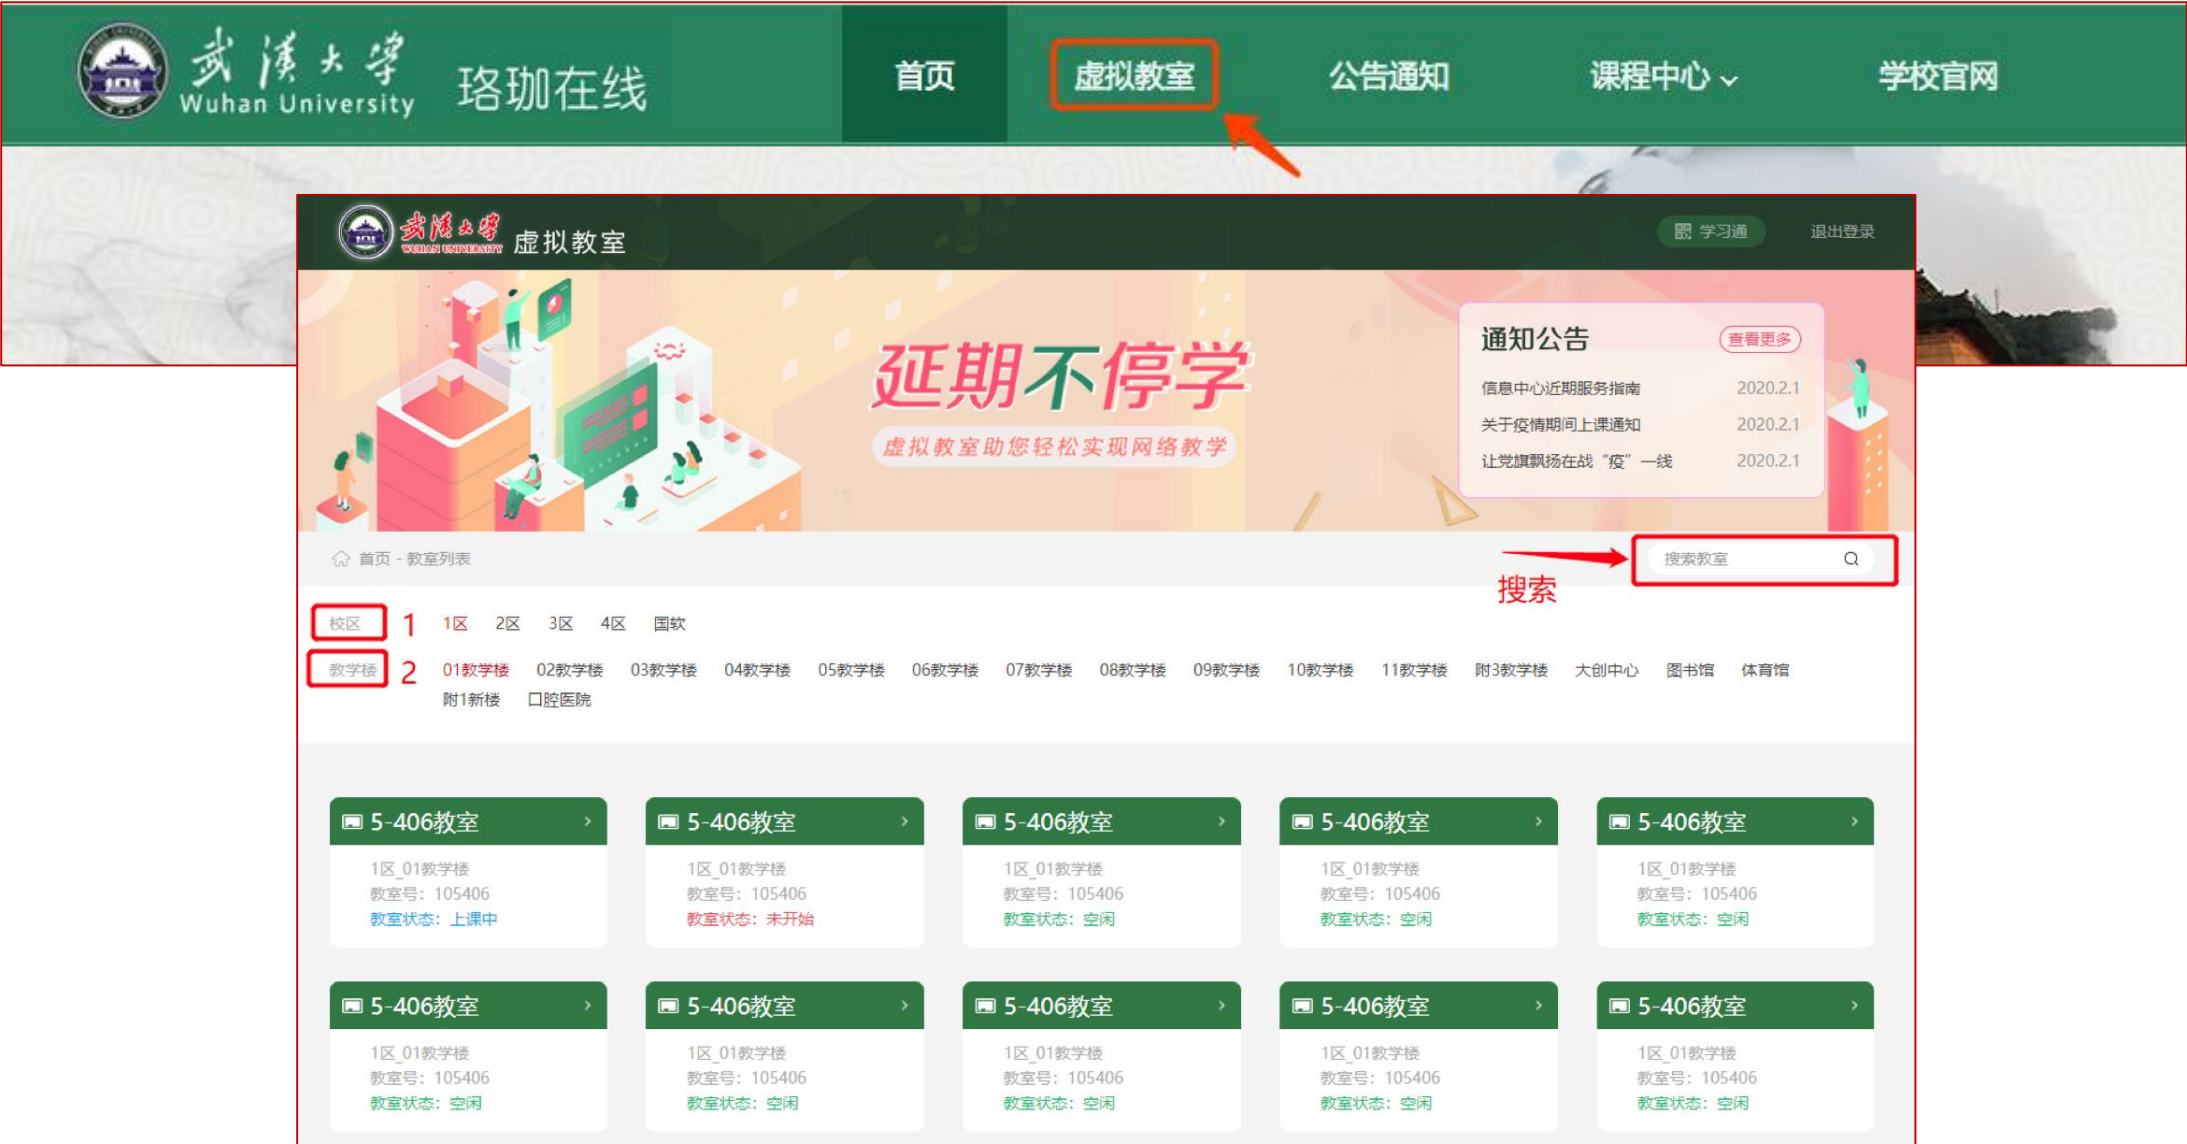 武漢大学
Wuhan University
珞珈在线
首页 虚拟教室 公告通知 课程中心 学校官网
武漢大学
WUHAN UNIVERSITY
虚拟教室
学习通 退出登录
延期不停学
虚拟教室助您轻松实现网络教学
通知公告 查看更多
信息中心近期服务指南 2020.2.1
关于疫情期间上课通知 2020.2.1
让党旗飘扬在战“疫”一线 2020.2.1
首页 - 教室列表
搜索教室
搜索
校区 1 1区 2区 3区 4区 国软
教学楼 2 01教学楼 02教学楼 03教学楼 04教学楼 05教学楼 06教学楼 07教学楼 08教学楼 09教学楼 10教学楼 11教学楼 附3教学楼 大创中心 图书馆 体育馆
附1新楼 口腔医院
5-406教室 5-406教室 5-406教室 5-406教室 5-406教室
1区_01教学楼 1区_01教学楼 1区_01教学楼 1区_01教学楼 1区_01教学楼
教室号：105406 教室号：105406 教室号：105406 教室号：105406 教室号：105406
教室状态：上课中 教室状态：未开始 教室状态：空闲 教室状态：空闲 教室状态：空闲
5-406教室 5-406教室 5-406教室 5-406教室 5-406教室
1区_01教学楼 1区_01教学楼 1区_01教学楼 1区_01教学楼 1区_01教学楼
教室号：105406 教室号：105406 教室号：105406 教室号：105406 教室号：105406
教室状态：空闲 教室状态：空闲 教室状态：空闲 教室状态：空闲 教室状态：空闲